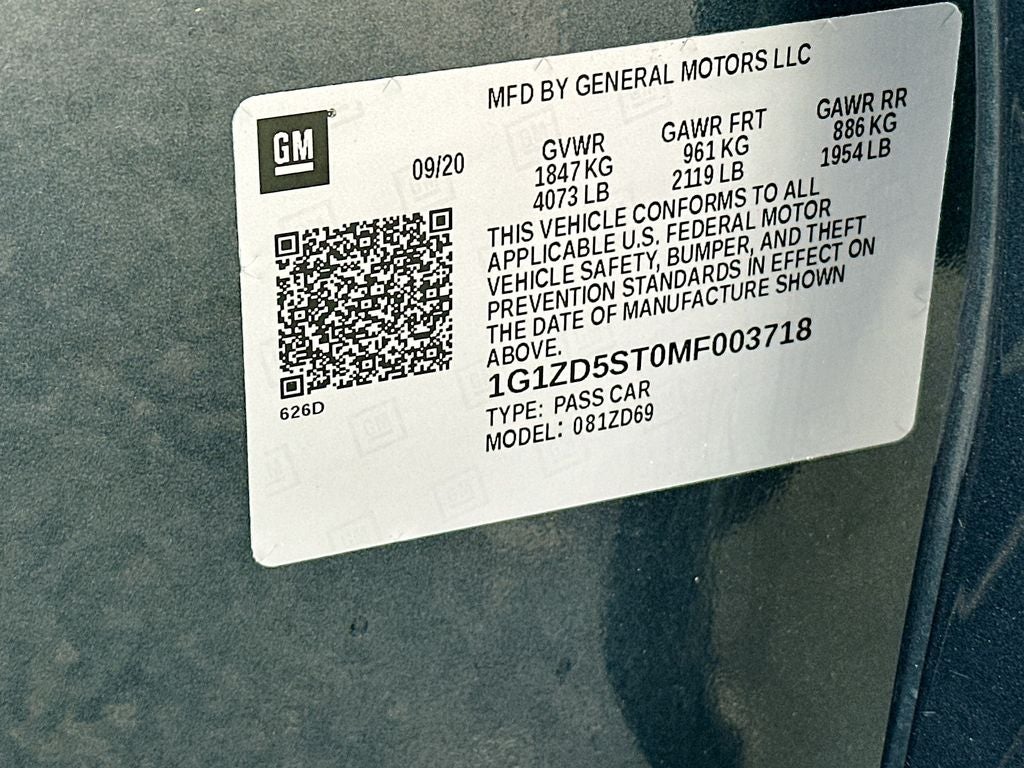 MFD BY GENERAL MOTORS LLC
GM
09/20
GVWR
1847 KG
4073 LB
GAWR FRT
961 KG
2119 LB
GAWR RR
886 KG
1954 LB
THIS VEHICLE CONFORMS TO ALL
APPLICABLE U.S. FEDERAL MOTOR
VEHICLE SAFETY, BUMPER, AND THEFT
PREVENTION STANDARDS IN EFFECT ON
THE DATE OF MANUFACTURE SHOWN
ABOVE.
1G1ZD5ST0MF003718
TYPE: PASS CAR
MODEL: 081ZD69
626D